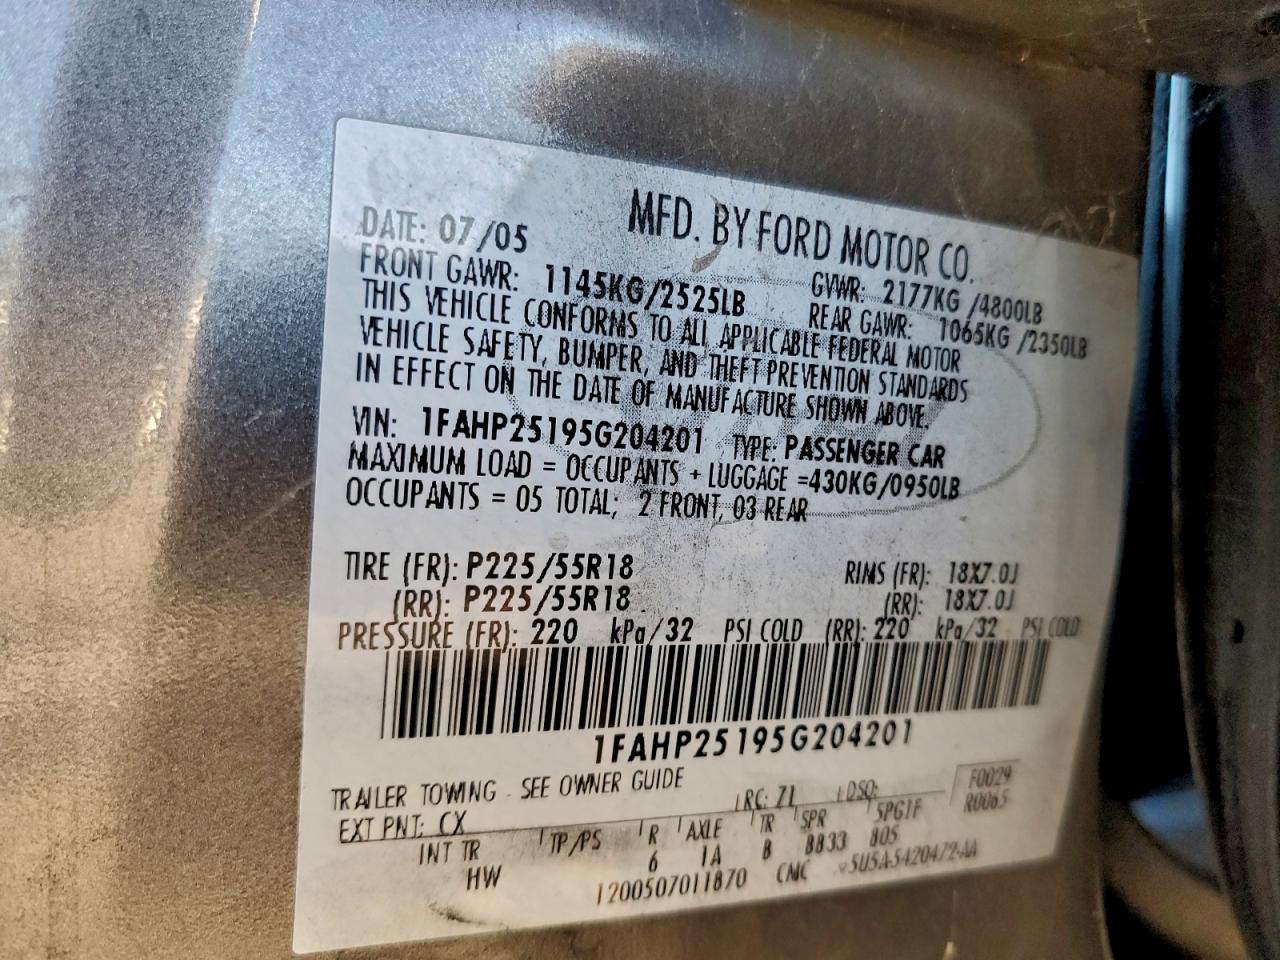 MFD. BY FORD MOTOR CO.
DATE: 07/05 GVWR: 2177KG /4800LB
FRONT GAWR: 1145KG/2525LB REAR GAWR: 1065KG /2350LB
THIS VEHICLE CONFORMS TO ALL APPLICABLE FEDERAL MOTOR
VEHICLE SAFETY, BUMPER, AND THEFT PREVENTION STANDARDS
IN EFFECT ON THE DATE OF MANUFACTURE SHOWN ABOVE.
VIN: 1FAHP25195G204201 TYPE: PASSENGER CAR
MAXIMUM LOAD = OCCUPANTS + LUGGAGE =430KG/0950LB
OCCUPANTS = 05 TOTAL; 2 FRONT, 03 REAR
TIRE (FR): P225/55R18 RIMS (FR): 18X7.0J
(RR): P225/55R18 (RR): 18X7.0J
PRESSURE (FR): 220 kPa/32 PSI COLD (RR): 220 kPa/32 PSI COLD
1FAHP25195G204201
TRAILER TOWING - SEE OWNER GUIDE
EXT PNT: CX RC: 71 DSO: F0029
R0065
INT TR TP/PS R AXLE TR SPR SPGIF
HW 6 1A B 8833 805
1200507011870 CMC